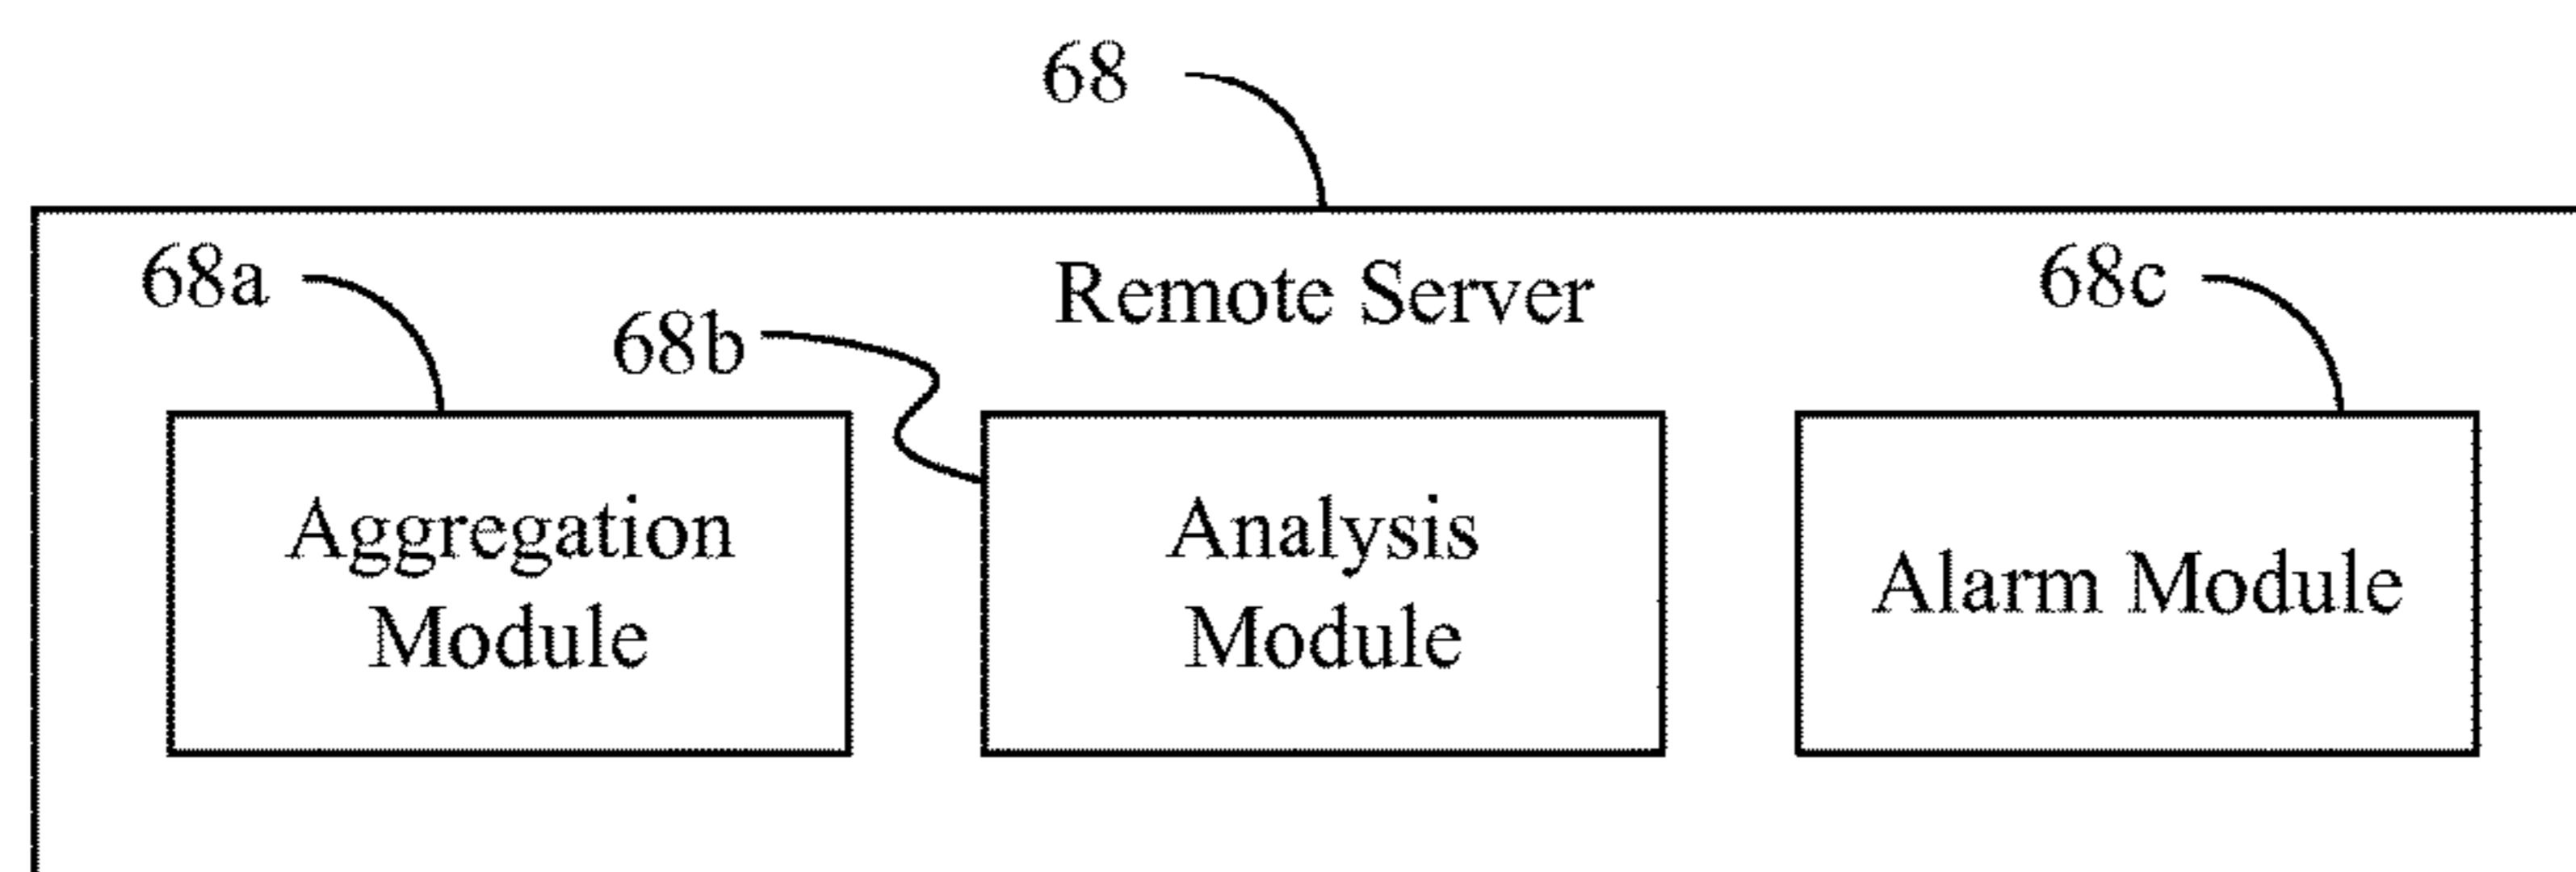 68
68a
Remote Server
68c
68b
Aggregation
Module
Analysis
Module
Alarm Module